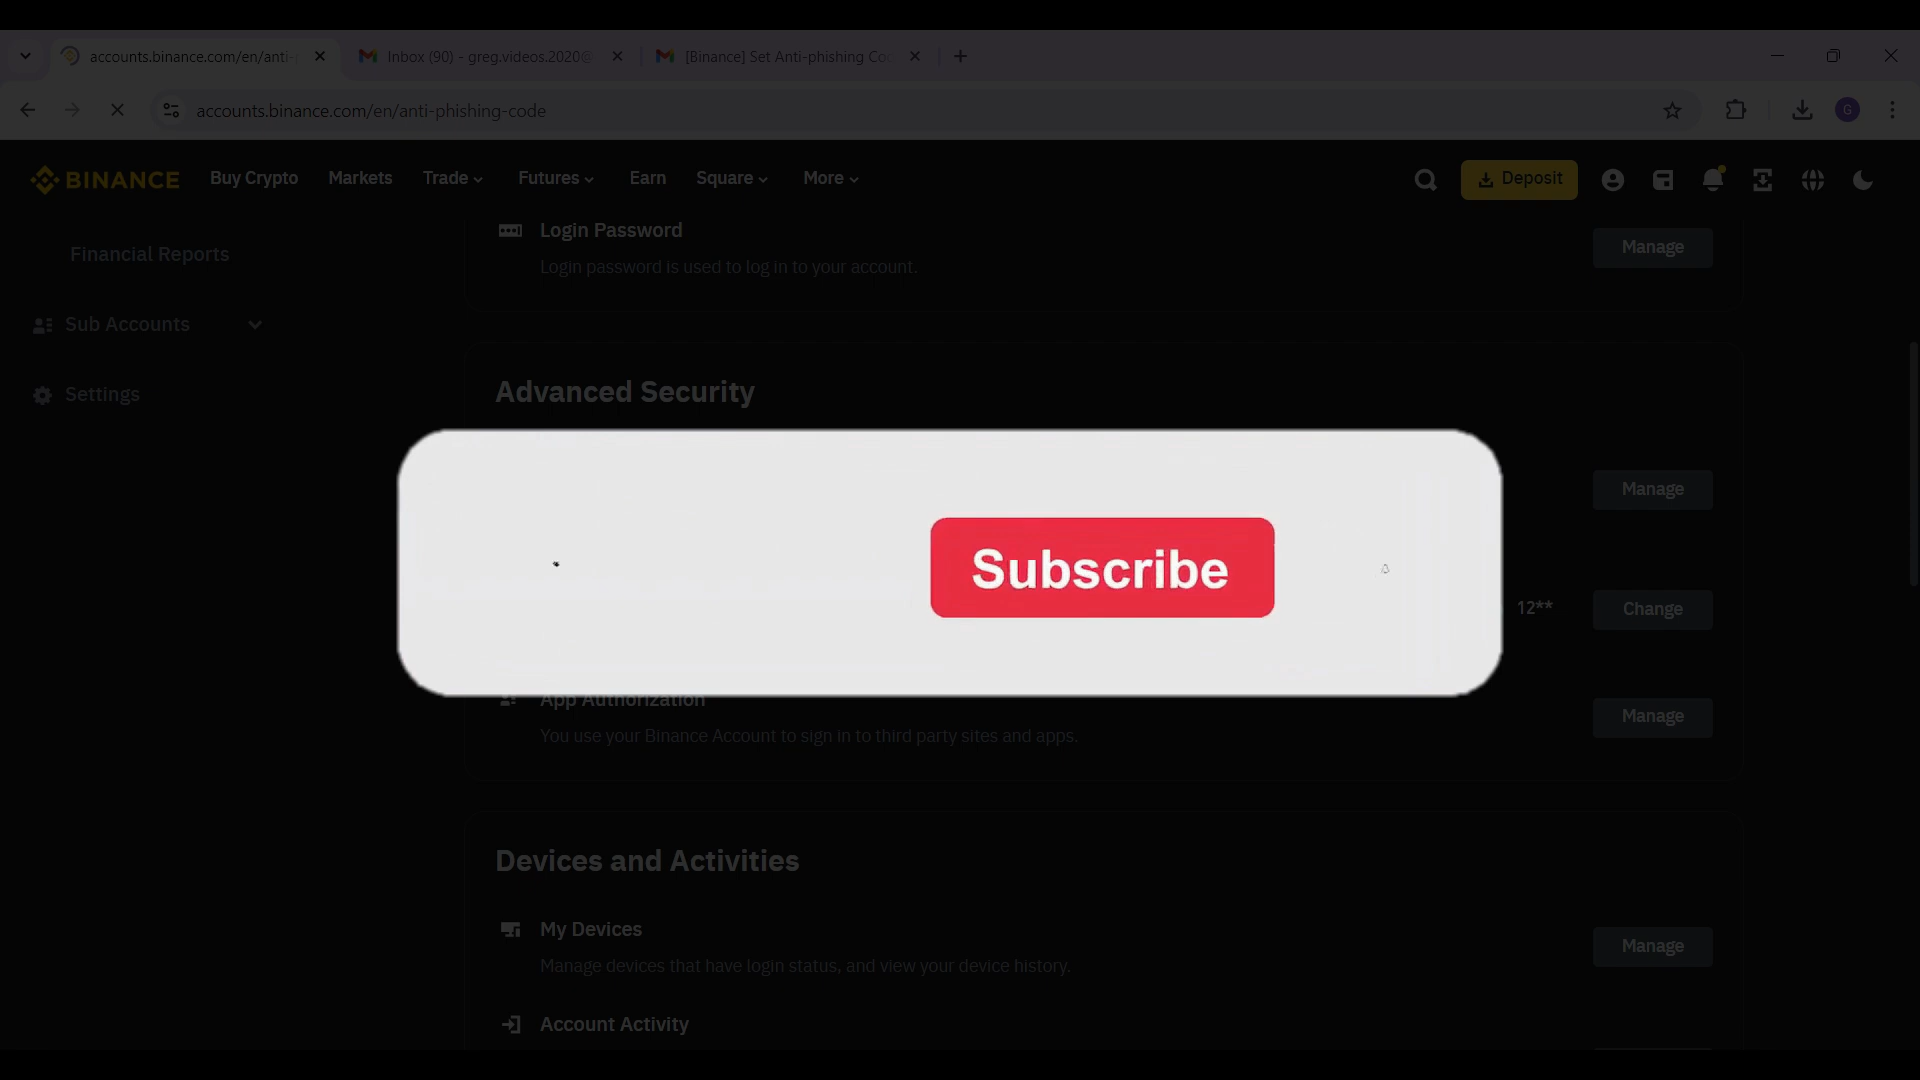 accounts.binance.com/en/anti-p
Inbox (90) - greg.videos.2020@
[Binance] Set Anti-phishing Co
accounts.binance.com/en/anti-phishing-code
G
BINANCE
Buy Crypto
Markets
Trade
Futures
Earn
Square
More
Deposit
Login Password
Manage
Financial Reports
Login password is used to log in to your account.
Sub Accounts
Settings
Advanced Security
Manage
Subscribe
12**
Change
App Authorization
Manage
You use your Binance Account to sign in to third party sites and apps.
Devices and Activities
My Devices
Manage
Manage devices that have login status, and view your device history.
Account Activity